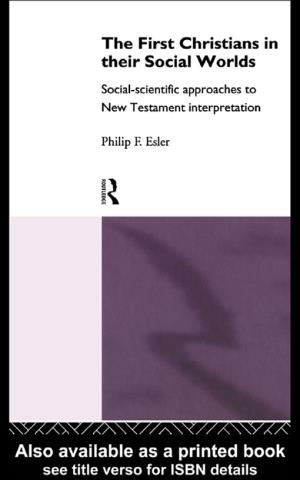 The First Christians in
their Social Worlds
Social-scientific approaches to
New Testament interpretation
Philip F. Esler
ROUTLEDGE
Also available as a printed book
see title verso for ISBN details